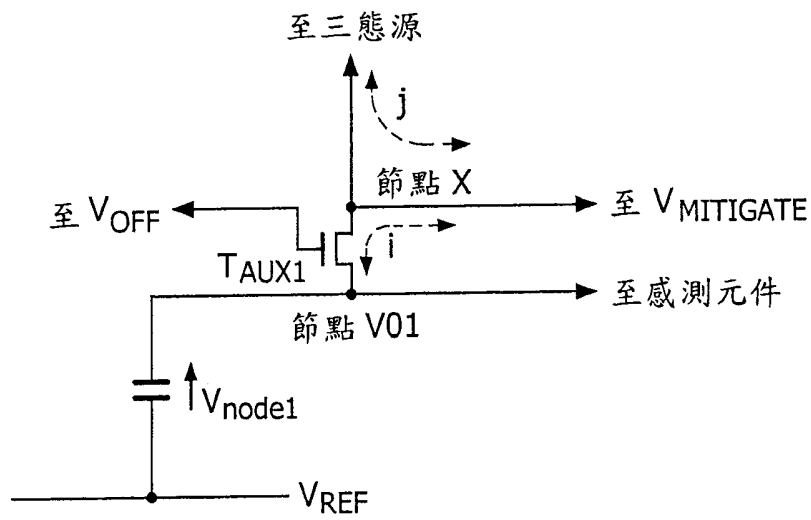 至三態源
j
節點 X
至 VOFF
至 VMITIGATE
i
TAUX1
至感測元件
節點 V01
Vnode1
VREF